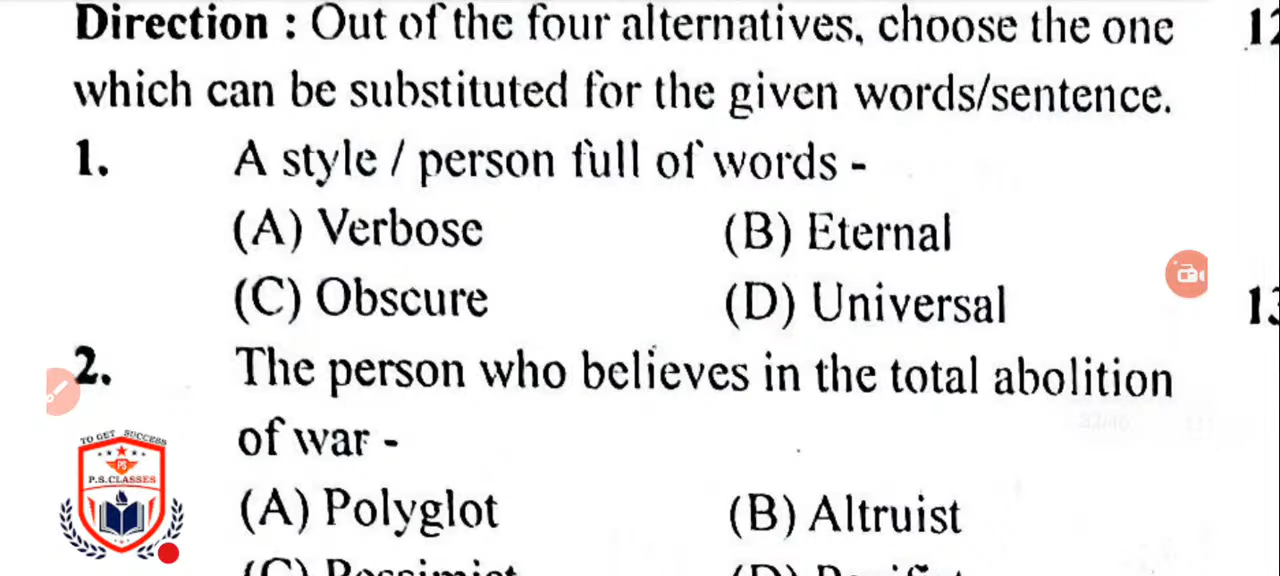 Direction : Out of the four alternatives, choose the one
which can be substituted for the given words/sentence.
1. A style / person full of words -
(A) Verbose (B) Eternal
(C) Obscure (D) Universal
2. The person who believes in the total abolition
of war -
(A) Polyglot (B) Altruist
TO GET SUCCESS
PS
P.S.CLASSES